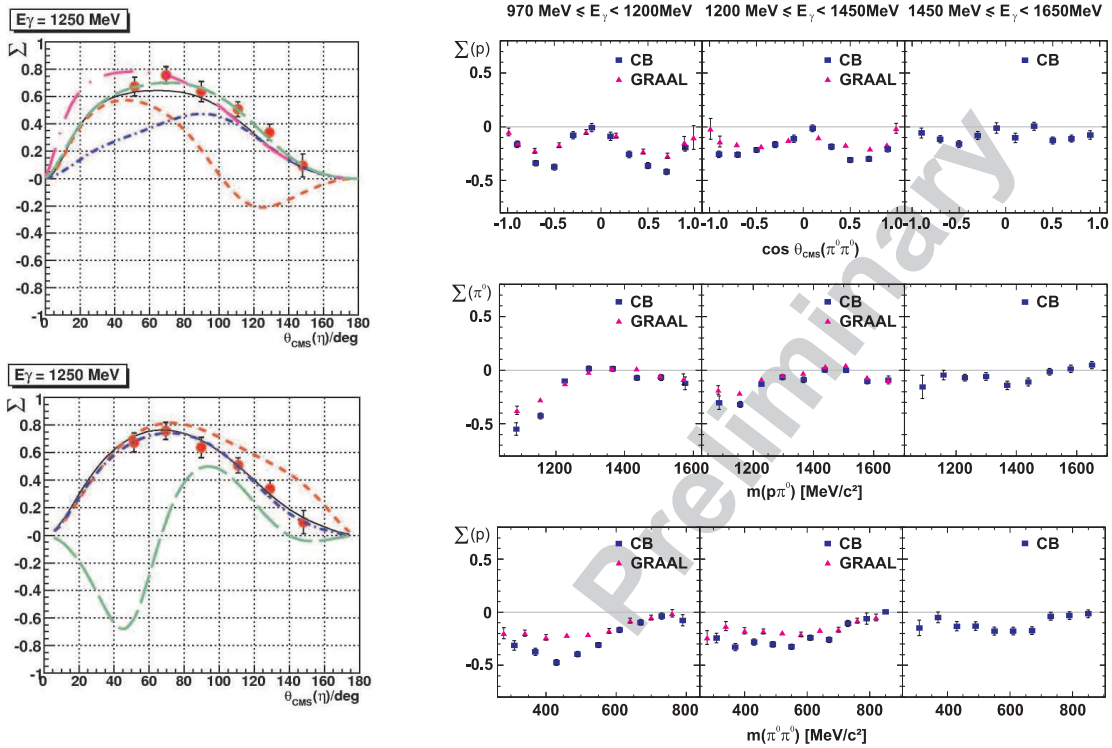 Eγ = 1250 MeV
Σ
1
0.8
0.6
0.4
0.2
-0
-0.2
-0.4
-0.6
-0.8
-1
0 20 40 60 80 100 120 140 160 180
θCMS(η)/deg
Eγ = 1250 MeV
Σ
1
0.8
0.6
0.4
0.2
-0
-0.2
-0.4
-0.6
-0.8
-1
0 20 40 60 80 100 120 140 160 180
θCMS(η)/deg
970 MeV ⩽ Eγ < 1200MeV
1200 MeV ⩽ Eγ < 1450MeV
1450 MeV ⩽ Eγ < 1650MeV
Σ(p)
0.5
0
-0.5
CB
GRAAL
CB
GRAAL
CB
-1.0 -0.5 0.0 0.5 1.0
-0.5 0.0 0.5 1.0
-0.5 0.0 0.5 1.0
cos θCMS(π⁰π⁰)
Σ(π⁰)
0.5
0
-0.5
CB
GRAAL
CB
GRAAL
CB
1200 1400 1600
1200 1400 1600
1200 1400 1600
m(pπ⁰) [MeV/c²]
Σ(p)
0.5
0
-0.5
CB
GRAAL
CB
GRAAL
CB
400 600 800
400 600 800
400 600 800
m(π⁰π⁰) [MeV/c²]
Preliminary